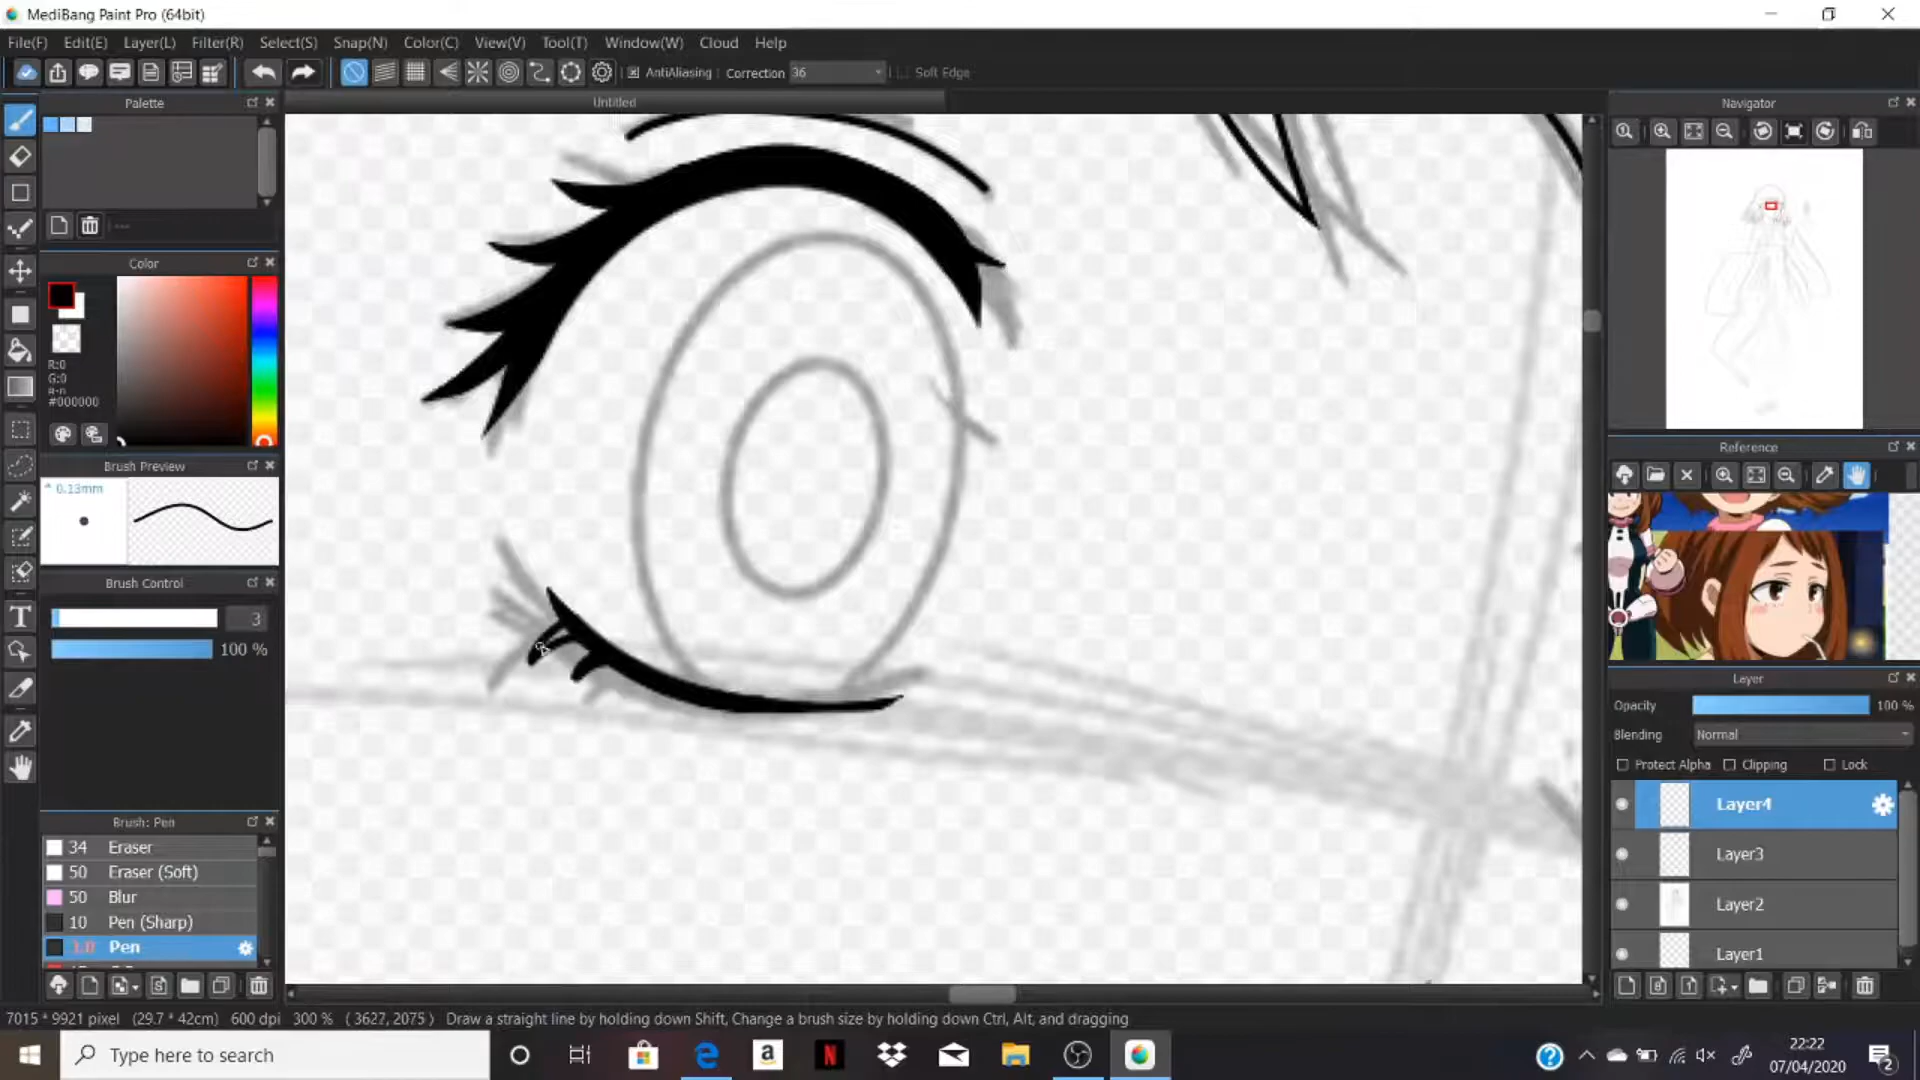 MediBang Paint Pro (64bit)
File(F) Edit(E) Layer(L) Filter(R) Select(S) Snap(N) Color(C) View(V) Tool(T) Window(W) Cloud Help
AntiAliasing Correction 36 Soft Edge
Palette
Untitled
Navigator
Color
R:0
G:0
#000000
Brush Preview
* 0.13mm
Brush Control
3
100 %
Reference
Layer
Opacity 100 %
Blending Normal
Protect Alpha Clipping Lock
Layer4
Layer3
Layer2
Layer1
Brush: Pen
34 Eraser
50 Eraser (Soft)
50 Blur
10 Pen (Sharp)
Pen
7015 * 9921 pixel (29.7 * 42cm) 600 dpi 300 % ( 3627, 2075 ) Draw a straight line by holding down Shift, Change a brush size by holding down Ctrl, Alt, and dragging
Type here to search
22:22
07/04/2020
2